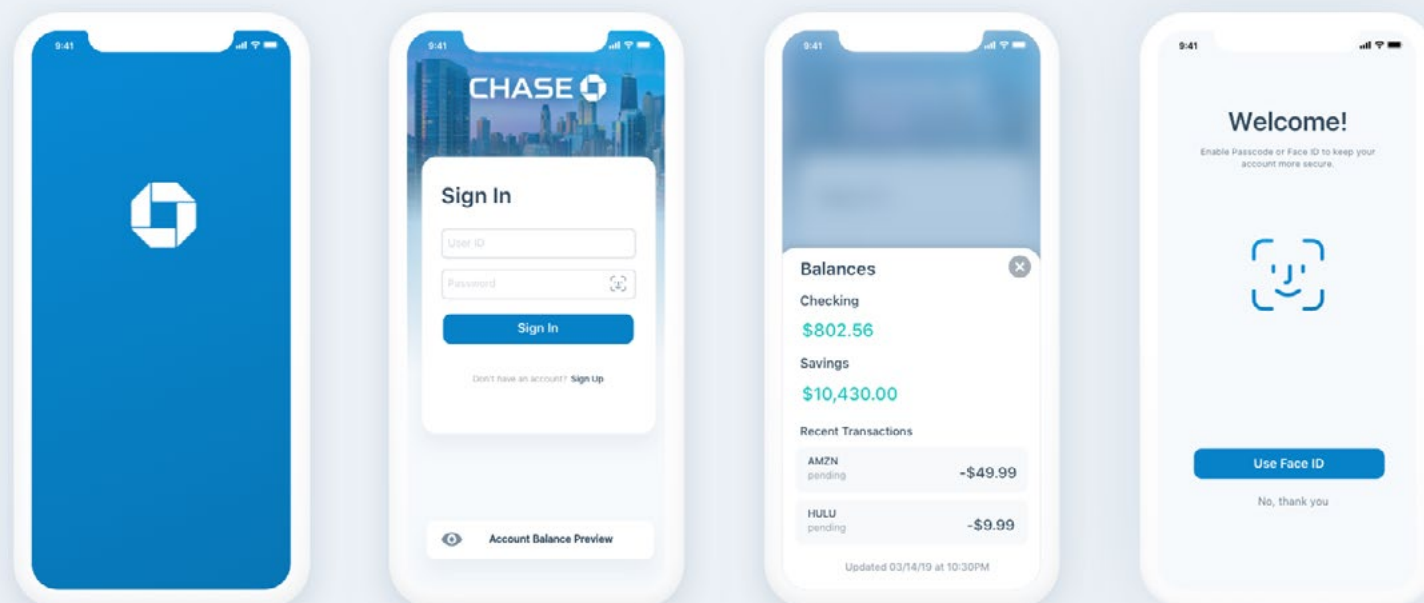 9:41
9:41
CHASE
Sign In
User ID
Password
Sign In
Don't have an account? Sign Up
Account Balance Preview
9:41
Balances
Checking
$802.56
Savings
$10,430.00
Recent Transactions
AMZN
pending
-$49.99
HULU
pending
-$9.99
Updated 03/14/19 at 10:30PM
9:41
Welcome!
Enable Passcode or Face ID to keep your
account more secure.
Use Face ID
No, thank you